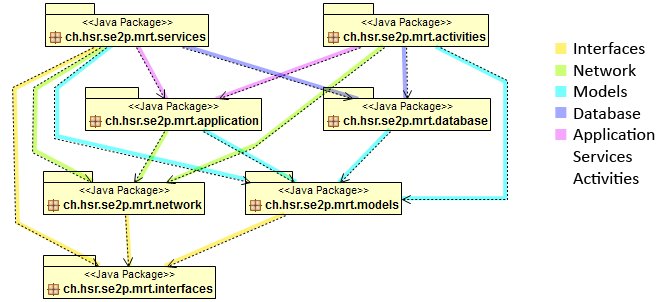 <<Java Package>>
ch.hsr.se2p.mrt.services
<<Java Package>>
ch.hsr.se2p.mrt.activities
<<Java Package>>
ch.hsr.se2p.mrt.application
<<Java Package>>
ch.hsr.se2p.mrt.database
<<Java Package>>
ch.hsr.se2p.mrt.network
<<Java Package>>
ch.hsr.se2p.mrt.models
<<Java Package>>
ch.hsr.se2p.mrt.interfaces
Interfaces
Network
Models
Database
Application
Services
Activities